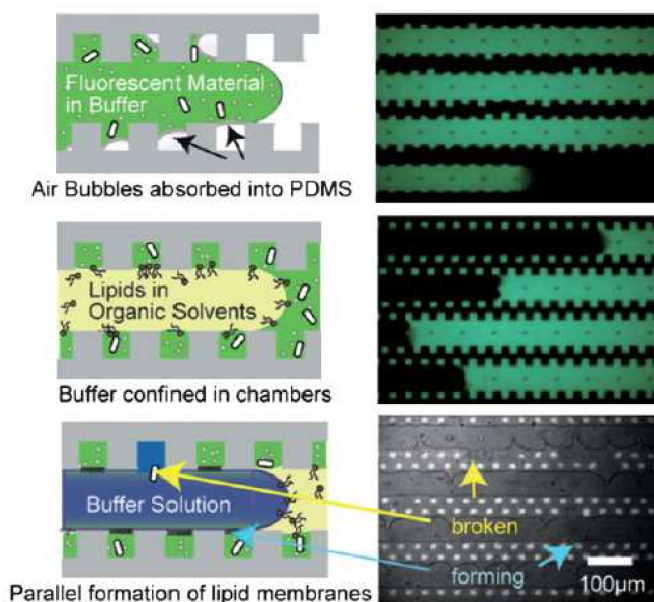 Fluorescent Material
in Buffer
Air Bubbles absorbed into PDMS
Lipids in
Organic Solvents
Buffer confined in chambers
Buffer Solution
broken
forming
100μm
Parallel formation of lipid membranes